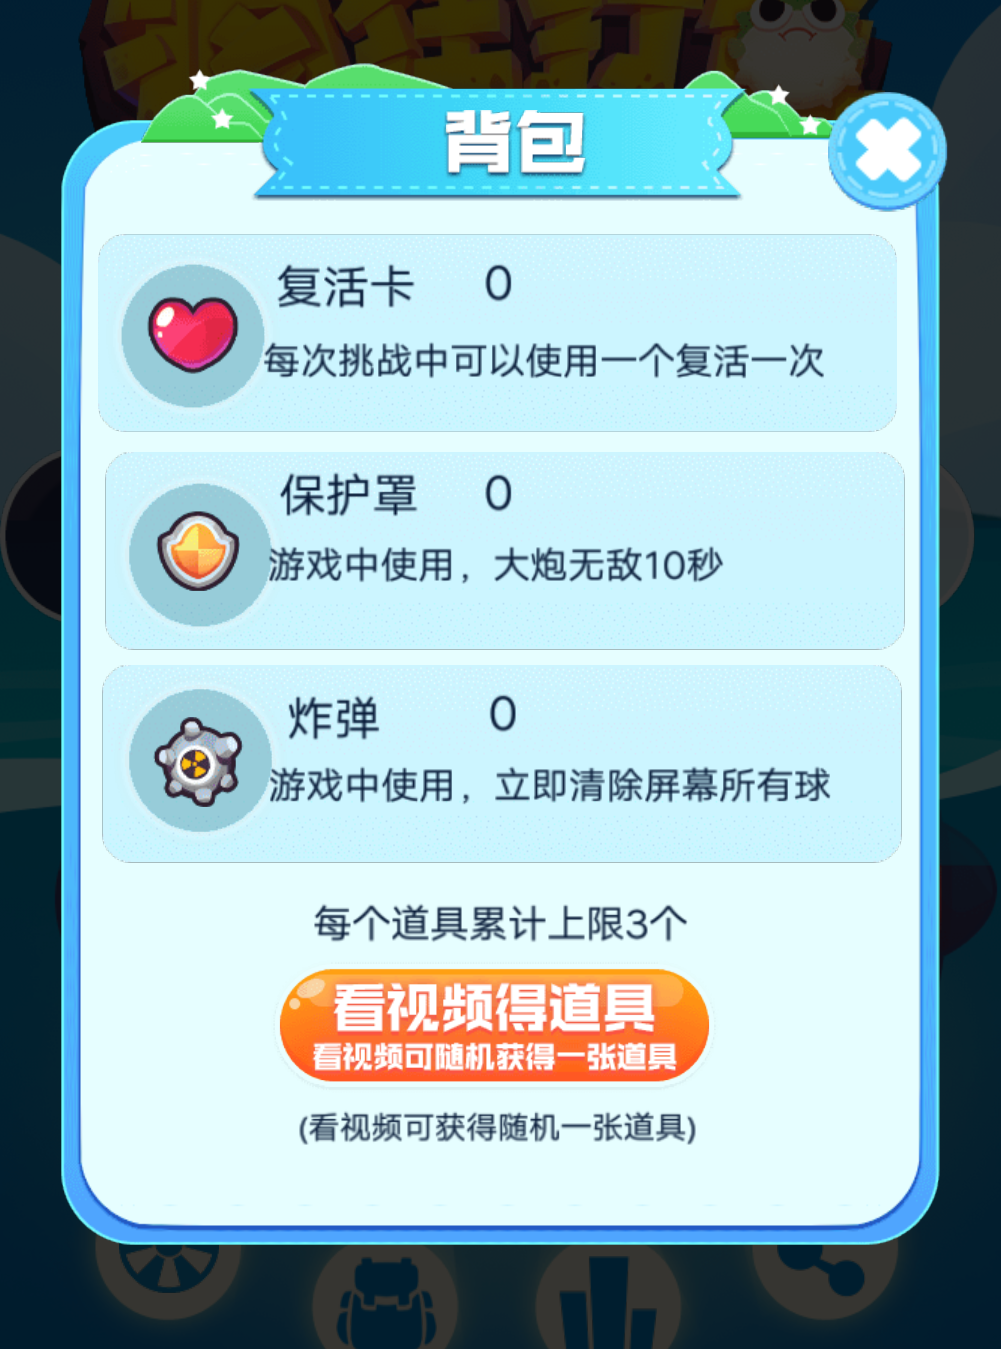 背包
复活卡 0
每次挑战中可以使用一个复活一次
保护罩 0
游戏中使用，大炮无敌10秒
炸弹 0
游戏中使用，立即清除屏幕所有球
每个道具累计上限3个
看视频得道具
看视频可随机获得一张道具
(看视频可获得随机一张道具)